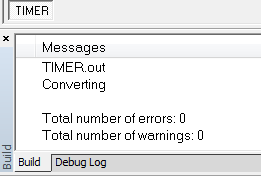 TIMER
Messages
TIMER.out
Converting
Total number of errors: 0
Total number of warnings: 0
Build
Build Debug Log